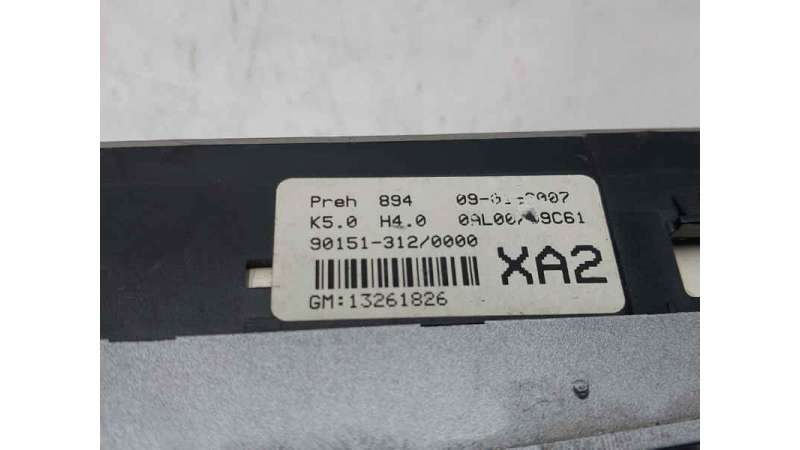 Preh 894
K5.0 H4.0
90151-312/0000
XA2
GM:13261826